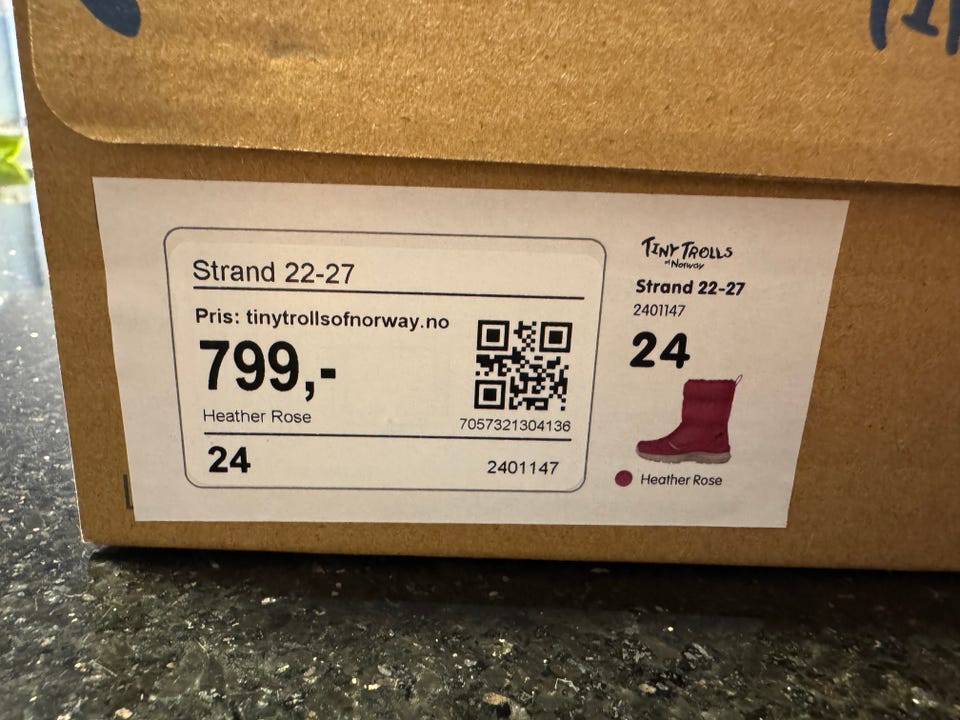 Strand 22-27
Pris: tinytrollsofnorway.no
799,-
Heather Rose
7057321304136
24
2401147
TINY TROLLS
of Norway
Strand 22-27
2401147
24
Heather Rose